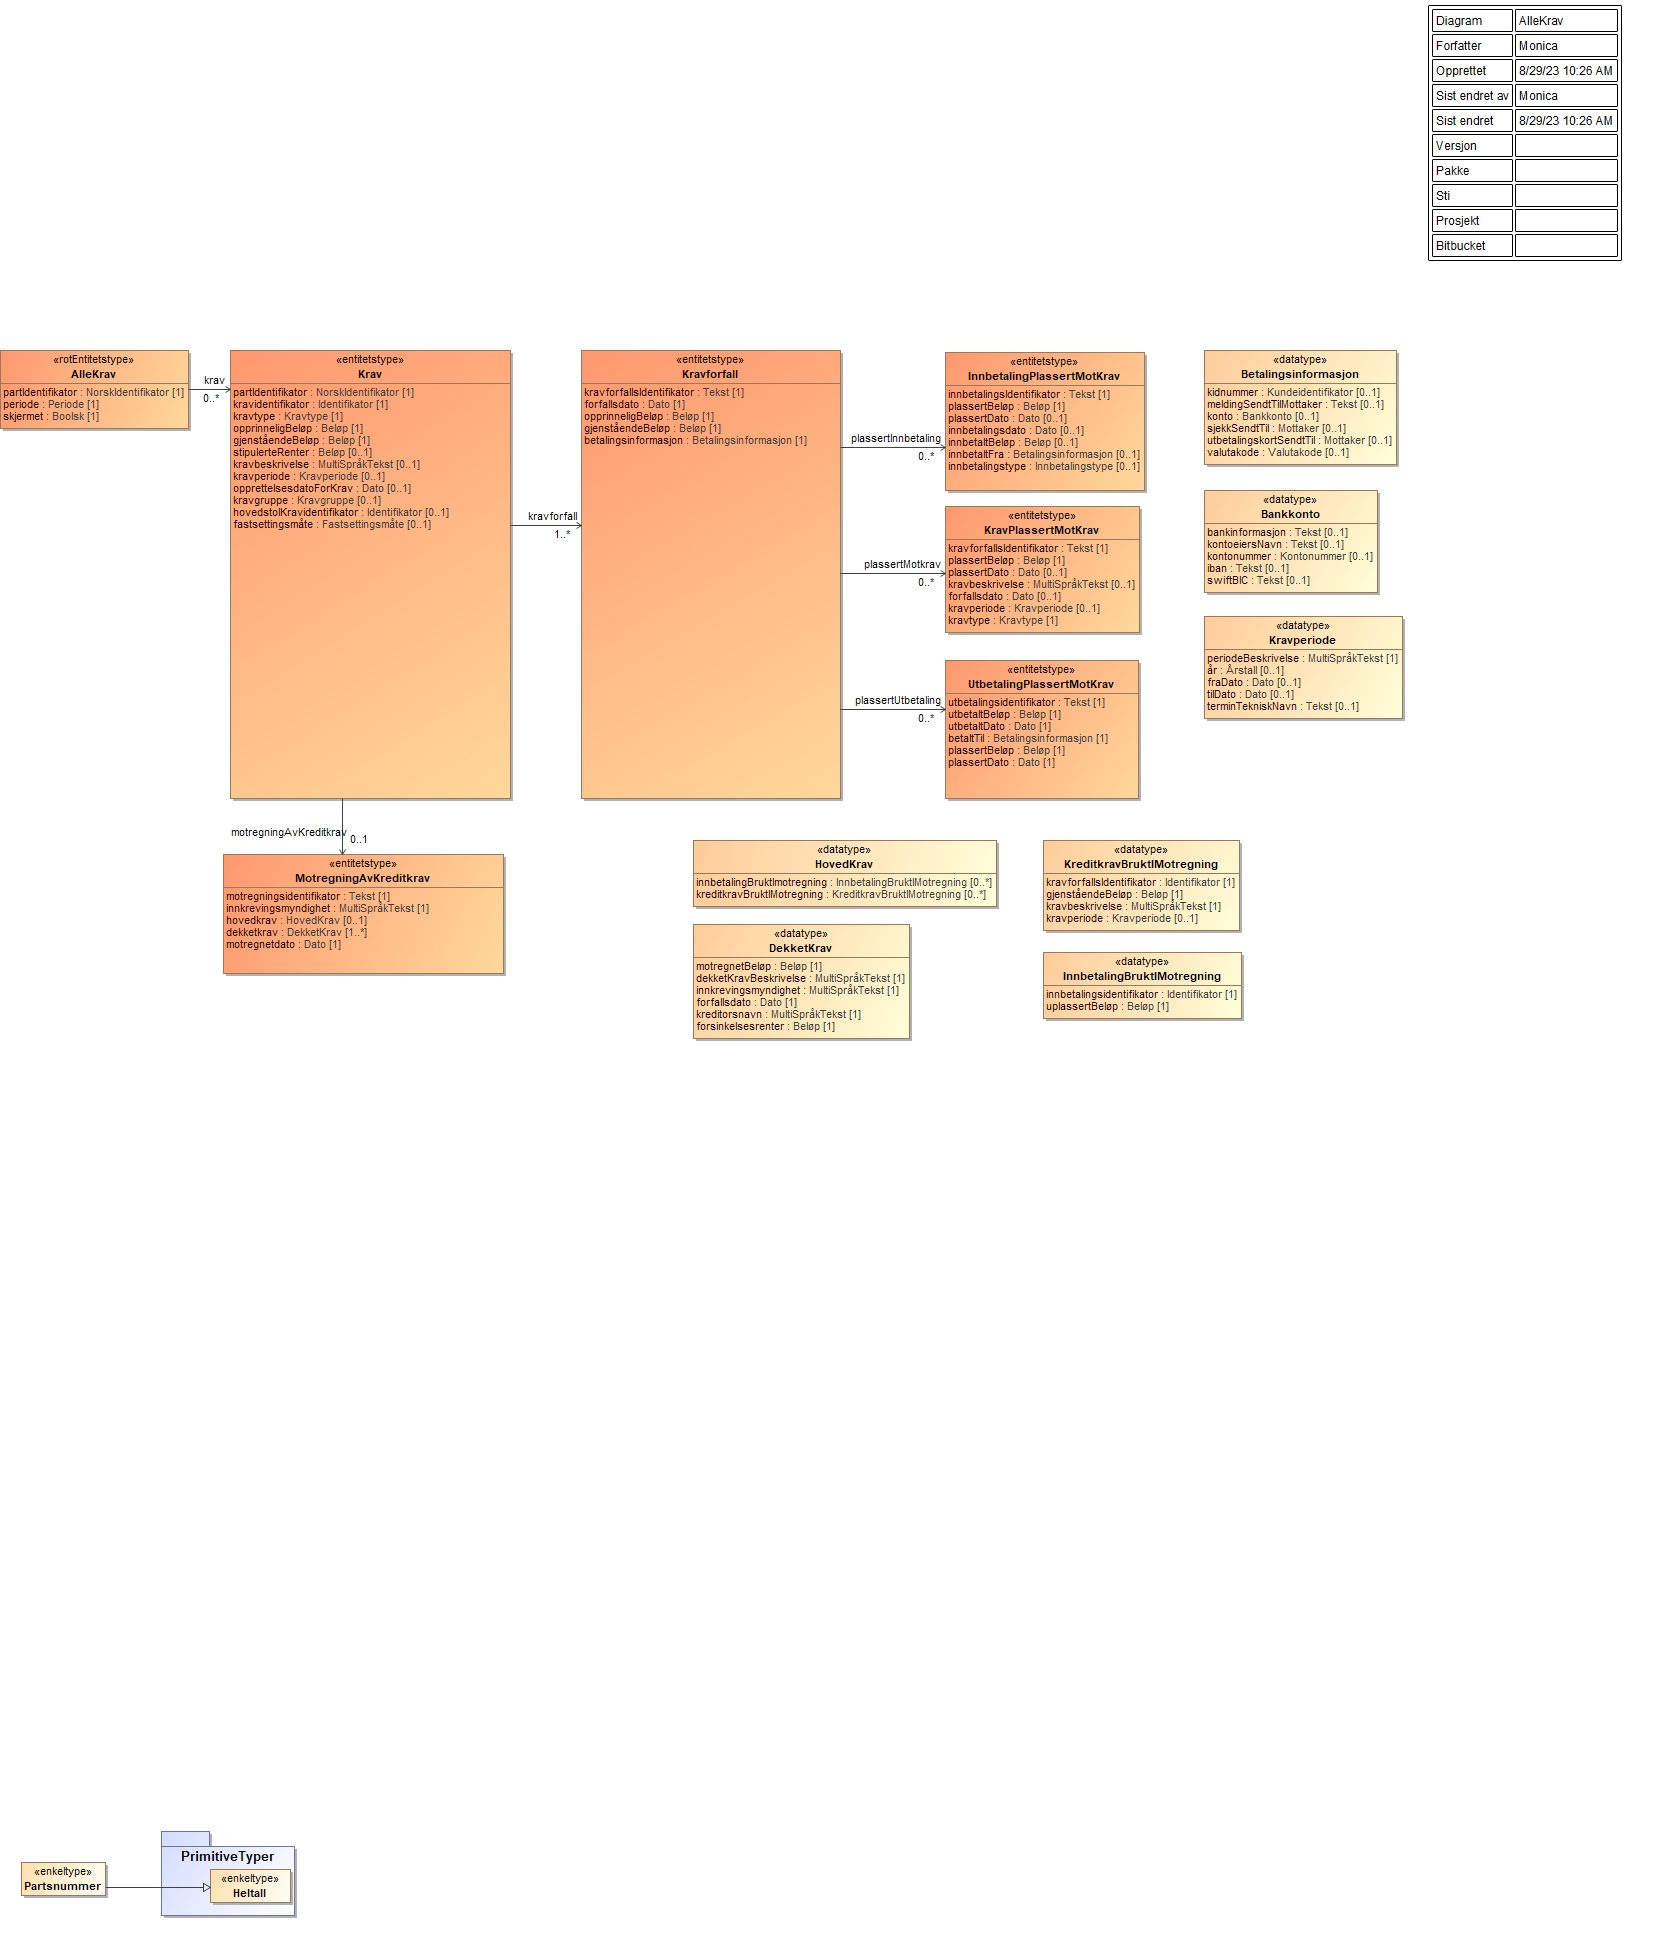 Diagram AlleKrav
Forfatter Monica
Opprettet 8/29/23 10:26 AM
Sist endret av Monica
Sist endret 8/29/23 10:26 AM
Versjon
Pakke
Sti
Prosjekt
Bitbucket
«rotEntitetstype»
AlleKrav
partIdentifikator : NorskIdentifikator [1]
periode : Periode [1]
skjermet : Boolsk [1]
krav
0..*
«entitetstype»
Krav
partIdentifikator : NorskIdentifikator [1]
kravidentifikator : Identifikator [1]
kravtype : Kravtype [1]
opprinneligBeløp : Beløp [1]
gjenståendeBeløp : Beløp [1]
stipulerteRenter : Beløp [0..1]
kravbeskrivelse : MultiSpråkTekst [0..1]
kravperiode : Kravperiode [0..1]
opprettelsesdatoForKrav : Dato [0..1]
kravgruppe : Kravgruppe [0..1]
hovedstolKravidentifikator : Identifikator [0..1]
fastsettingsmåte : Fastsettingsmåte [0..1]
kravforfall
1..*
«entitetstype»
Kravforfall
kravforfallsIdentifikator : Tekst [1]
forfallsdato : Dato [1]
opprinneligBeløp : Beløp [1]
gjenståendeBeløp : Beløp [1]
betalingsinformasjon : Betalingsinformasjon [1]
plassertInnbetaling
0..*
plassertMotkrav
0..*
plassertUtbetaling
0..*
«entitetstype»
InnbetalingPlassertMotKrav
innbetalingsIdentifikator : Tekst [1]
plassertBeløp : Beløp [1]
plassertDato : Dato [0..1]
innbetalingsdato : Dato [0..1]
innbetaltBeløp : Beløp [0..1]
innbetaltFra : Betalingsinformasjon [0..1]
innbetalingstype : Innbetalingstype [0..1]
«entitetstype»
KravPlassertMotKrav
kravforfallsIdentifikator : Tekst [1]
plassertBeløp : Beløp [1]
plassertDato : Dato [0..1]
kravbeskrivelse : MultiSpråkTekst [0..1]
forfallsdato : Dato [0..1]
kravperiode : Kravperiode [0..1]
kravtype : Kravtype [1]
«entitetstype»
UtbetalingPlassertMotKrav
utbetalingsidentifikator : Tekst [1]
utbetaltBeløp : Beløp [1]
utbetaltDato : Dato [1]
betaltTil : Betalingsinformasjon [1]
plassertBeløp : Beløp [1]
plassertDato : Dato [1]
«datatype»
Betalingsinformasjon
kidnummer : Kundeidentifikator [0..1]
meldingSendtTilMottaker : Tekst [0..1]
konto : Bankkonto [0..1]
sjekkSendtTil : Mottaker [0..1]
utbetalingskortSendtTil : Mottaker [0..1]
valutakode : Valutakode [0..1]
«datatype»
Bankkonto
bankinformasjon : Tekst [0..1]
kontoeiersNavn : Tekst [0..1]
kontonummer : Kontonummer [0..1]
iban : Tekst [0..1]
swiftBIC : Tekst [0..1]
«datatype»
Kravperiode
periodeBeskrivelse : MultiSpråkTekst [1]
år : Årstall [0..1]
fraDato : Dato [0..1]
tilDato : Dato [0..1]
terminTekniskNavn : Tekst [0..1]
motregningAvKreditkrav
0..1
«entitetstype»
MotregningAvKreditkrav
motregningsidentifikator : Tekst [1]
innkrevingsmyndighet : MultiSpråkTekst [1]
hovedkrav : HovedKrav [0..1]
dekketkrav : DekketKrav [1..*]
motregnetdato : Dato [1]
«datatype»
HovedKrav
innbetalingBruktImotregning : InnbetalingBruktIMotregning [0..*]
kreditkravBruktIMotregning : KreditkravBruktIMotregning [0..*]
«datatype»
DekketKrav
motregnetBeløp : Beløp [1]
dekketKravBeskrivelse : MultiSpråkTekst [1]
innkrevingsmyndighet : MultiSpråkTekst [1]
forfallsdato : Dato [1]
kreditorsnavn : MultiSpråkTekst [1]
forsinkelsesrenter : Beløp [1]
«datatype»
KreditkravBruktIMotregning
kravforfallsIdentifikator : Identifikator [1]
gjenståendeBeløp : Beløp [1]
kravbeskrivelse : MultiSpråkTekst [1]
kravperiode : Kravperiode [0..1]
«datatype»
InnbetalingBruktIMotregning
innbetalingsidentifikator : Identifikator [1]
uplassertBeløp : Beløp [1]
«enkeltype»
Partsnummer
PrimitiveTyper
«enkeltype»
Heltall